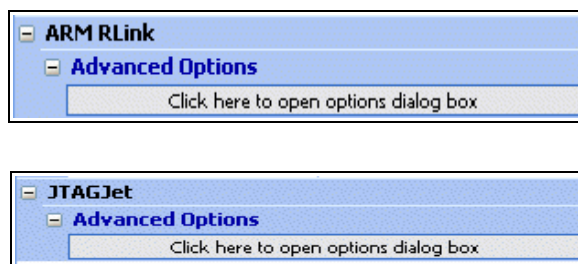 ARM RLink
Advanced Options
Click here to open options dialog box
JTAGJet
Advanced Options
Click here to open options dialog box